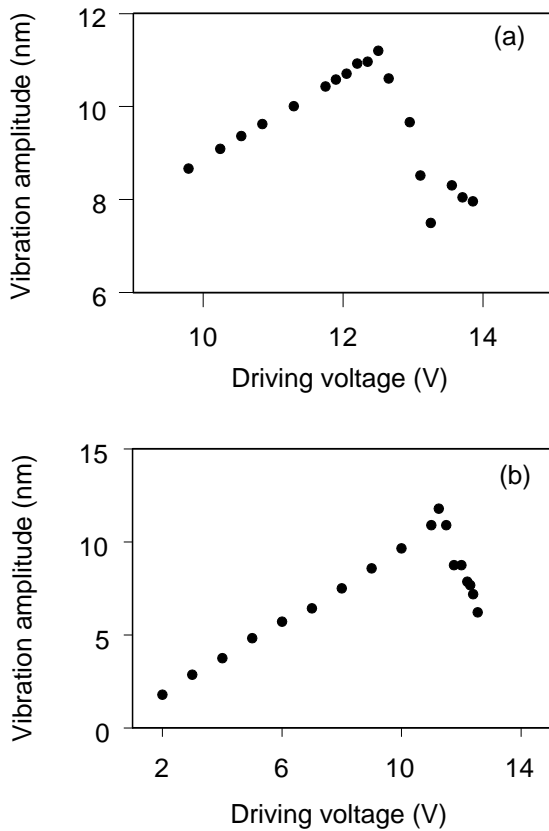 (a)
Vibration amplitude (nm)
12
10
8
6
10 12 14
Driving voltage (V)
(b)
Vibration amplitude (nm)
15
10
5
0
2 6 10 14
Driving voltage (V)